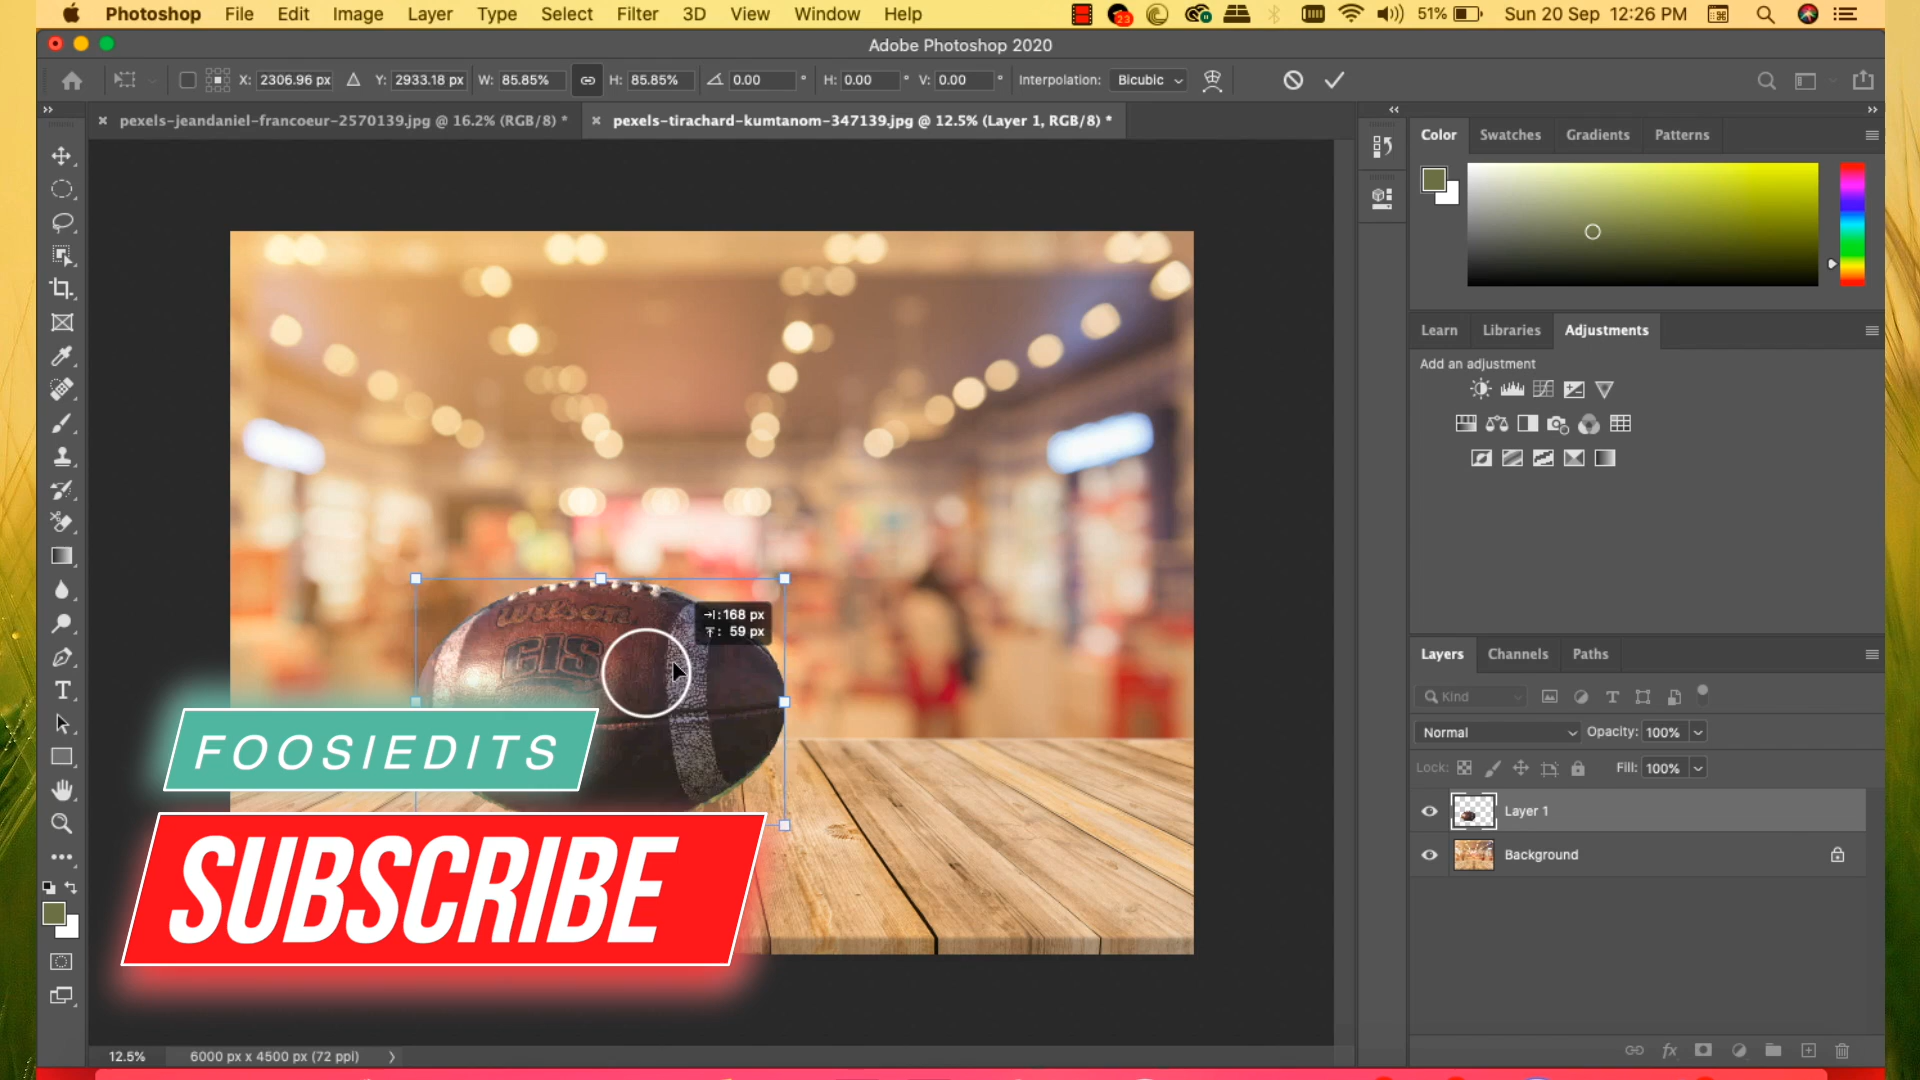 Photoshop File Edit Image Layer Type Select Filter 3D View Window Help 23 51% Sun 20 Sep 12:26 PM
Adobe Photoshop 2020
X: 2306.96 px Y: 2933.18 px W: 85.85% H: 85.85% 0.00 ° H: 0.00 ° V: 0.00 ° Interpolation: Bicubic
pexels-jeandaniel-francoeur-2570139.jpg @ 16.2% (RGB/8) * pexels-tirachard-kumtanom-347139.jpg @ 12.5% (Layer 1, RGB/8) *
Color Swatches Gradients Patterns
Learn Libraries Adjustments
Add an adjustment
Wilson
GIS
168 px
59 px
Layers Channels Paths
Kind
Normal Opacity: 100%
Lock: Fill: 100%
Layer 1
Background
FOOSIEDITS
SUBSCRIBE
12.5% 6000 px x 4500 px (72 ppi)